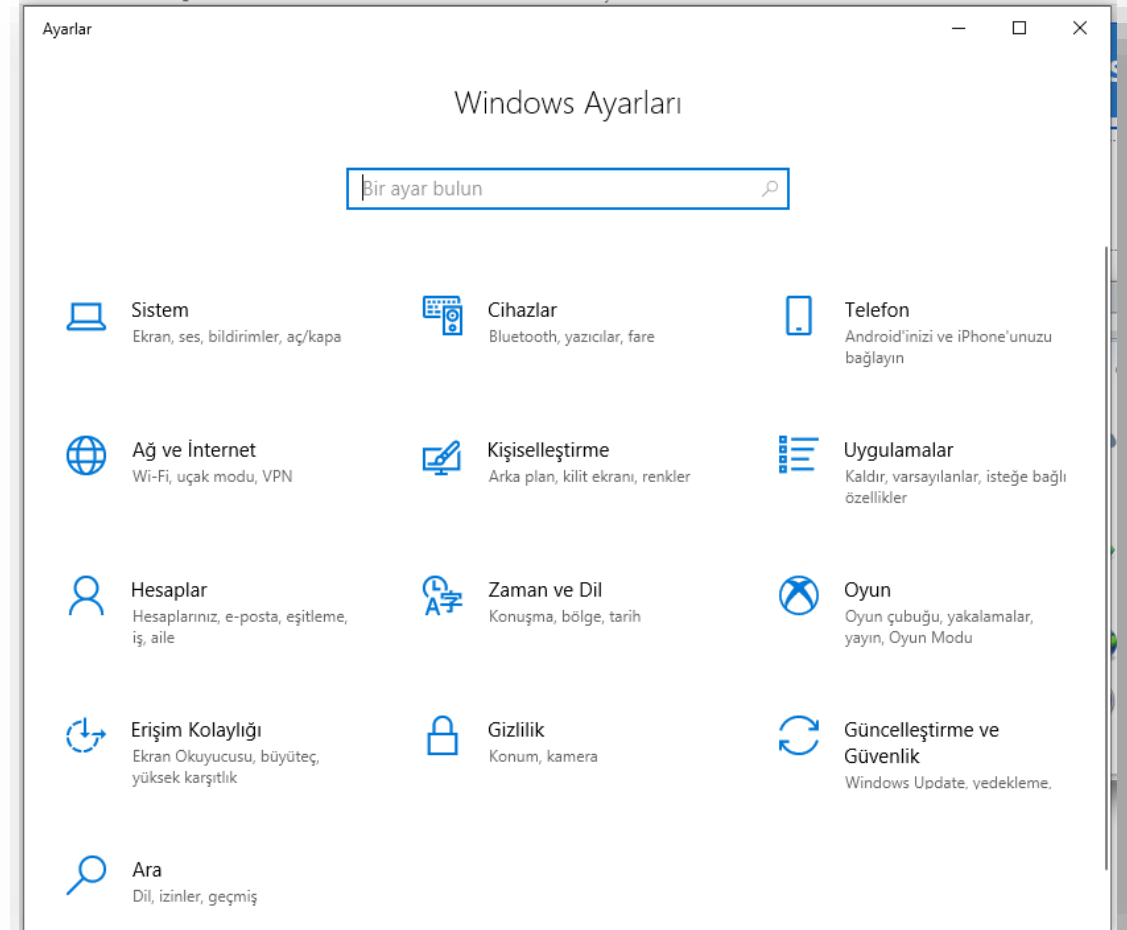 Ayarlar
Windows Ayarları
Bir ayar bulun
Sistem
Ekran, ses, bildirimler, aç/kapa
Cihazlar
Bluetooth, yazıcılar, fare
Telefon
Android'inizi ve iPhone'unuzu
bağlayın
Ağ ve İnternet
Wi-Fi, uçak modu, VPN
Kişiselleştirme
Arka plan, kilit ekranı, renkler
Uygulamalar
Kaldır, varsayılanlar, isteğe bağlı
özellikler
Hesaplar
Hesaplarınız, e-posta, eşitleme,
iş, aile
Zaman ve Dil
Konuşma, bölge, tarih
Oyun
Oyun çubuğu, yakalamalar,
yayın, Oyun Modu
Erişim Kolaylığı
Ekran Okuyucusu, büyüteç,
yüksek karşıtlık
Gizlilik
Konum, kamera
Güncelleştirme ve
Güvenlik
Windows Update, yedekleme,
Ara
Dil, izinler, geçmiş